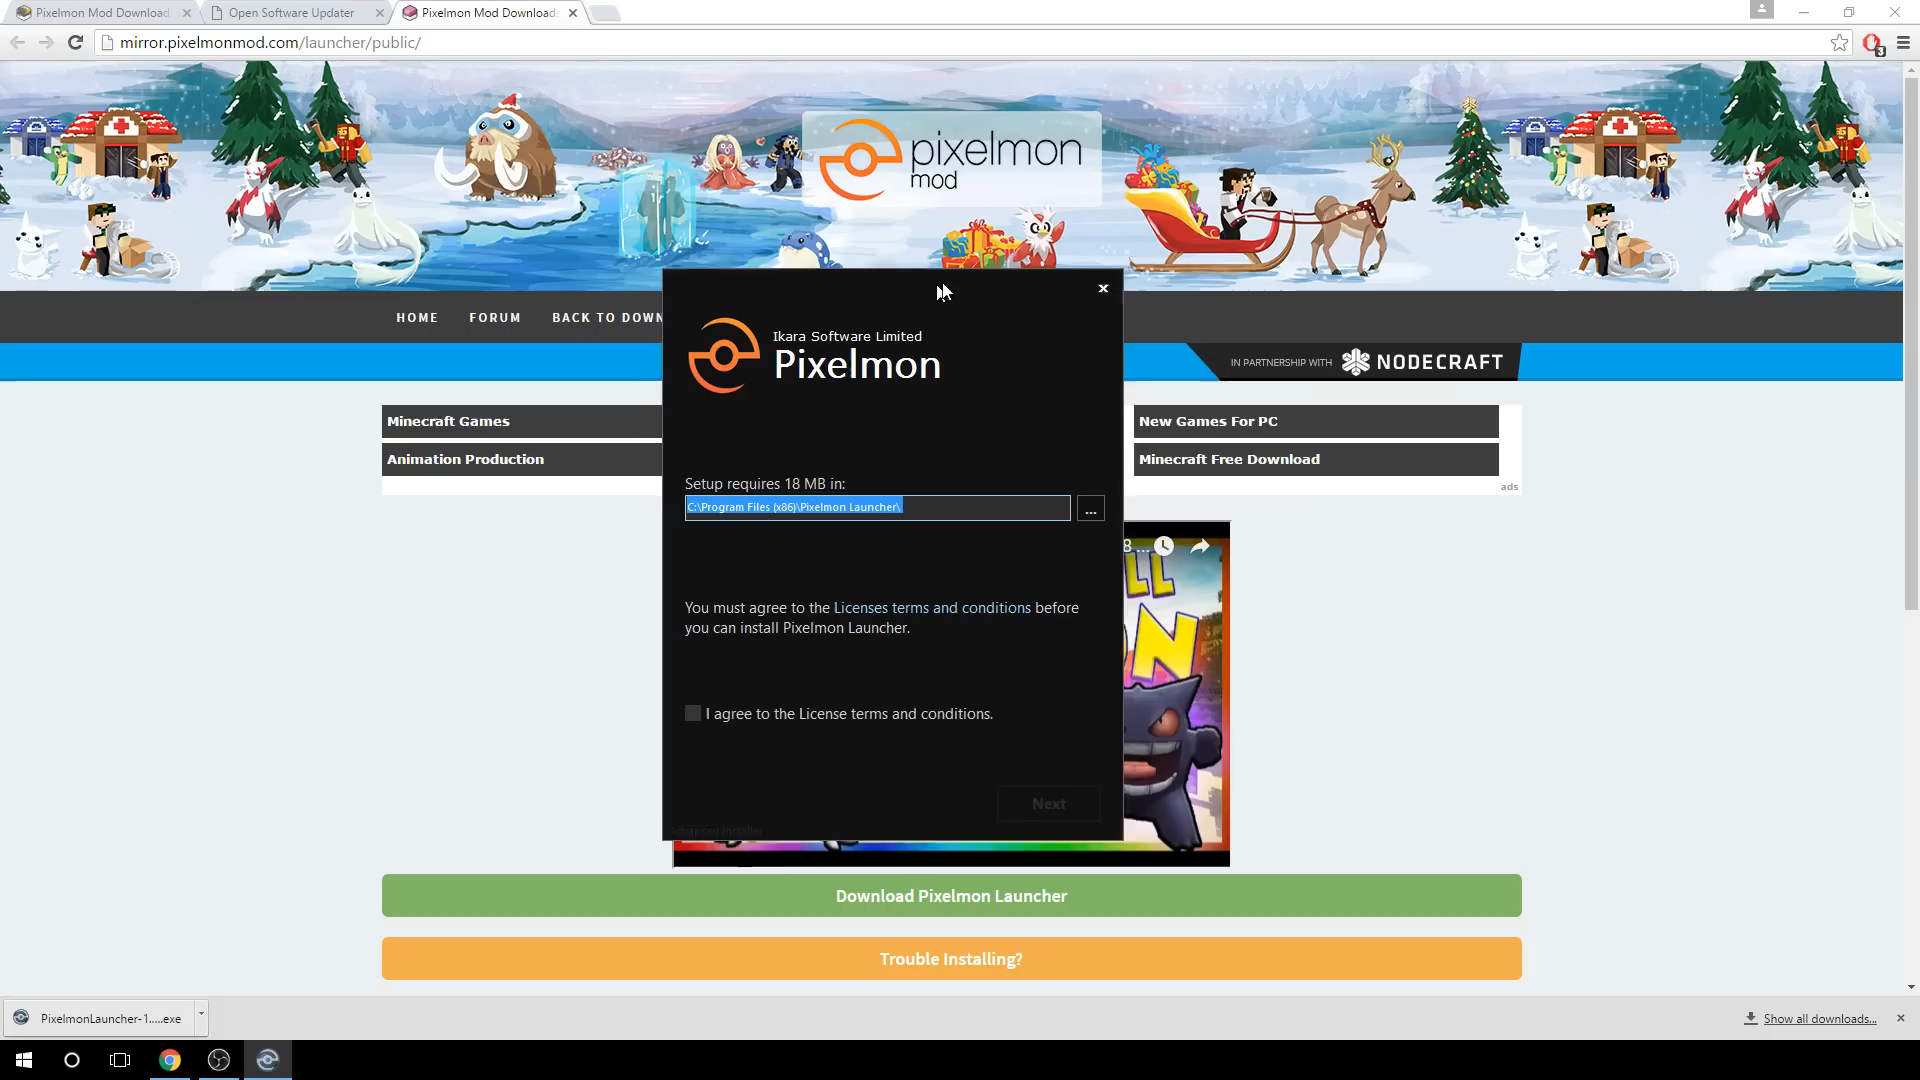 Pixelmon Mod Download
Open Software Updater
Pixelmon Mod Download
mirror.pixelmonmod.com/launcher/public/
3
pixelmon
mod
HOME
FORUM
BACK TO DOWN
IN PARTNERSHIP WITH
NODECRAFT
Ikara Software Limited
Pixelmon
Minecraft Games
Animation Production
New Games For PC
Minecraft Free Download
ads
Setup requires 18 MB in:
C:\Program Files (x86)\Pixelmon Launcher\
...
8 ...
You must agree to the Licenses terms and conditions before
you can install Pixelmon Launcher.
I agree to the License terms and conditions.
Next
Advanced Installer
Download Pixelmon Launcher
Trouble Installing?
PixelmonLauncher-1.....exe
Show all downloads...